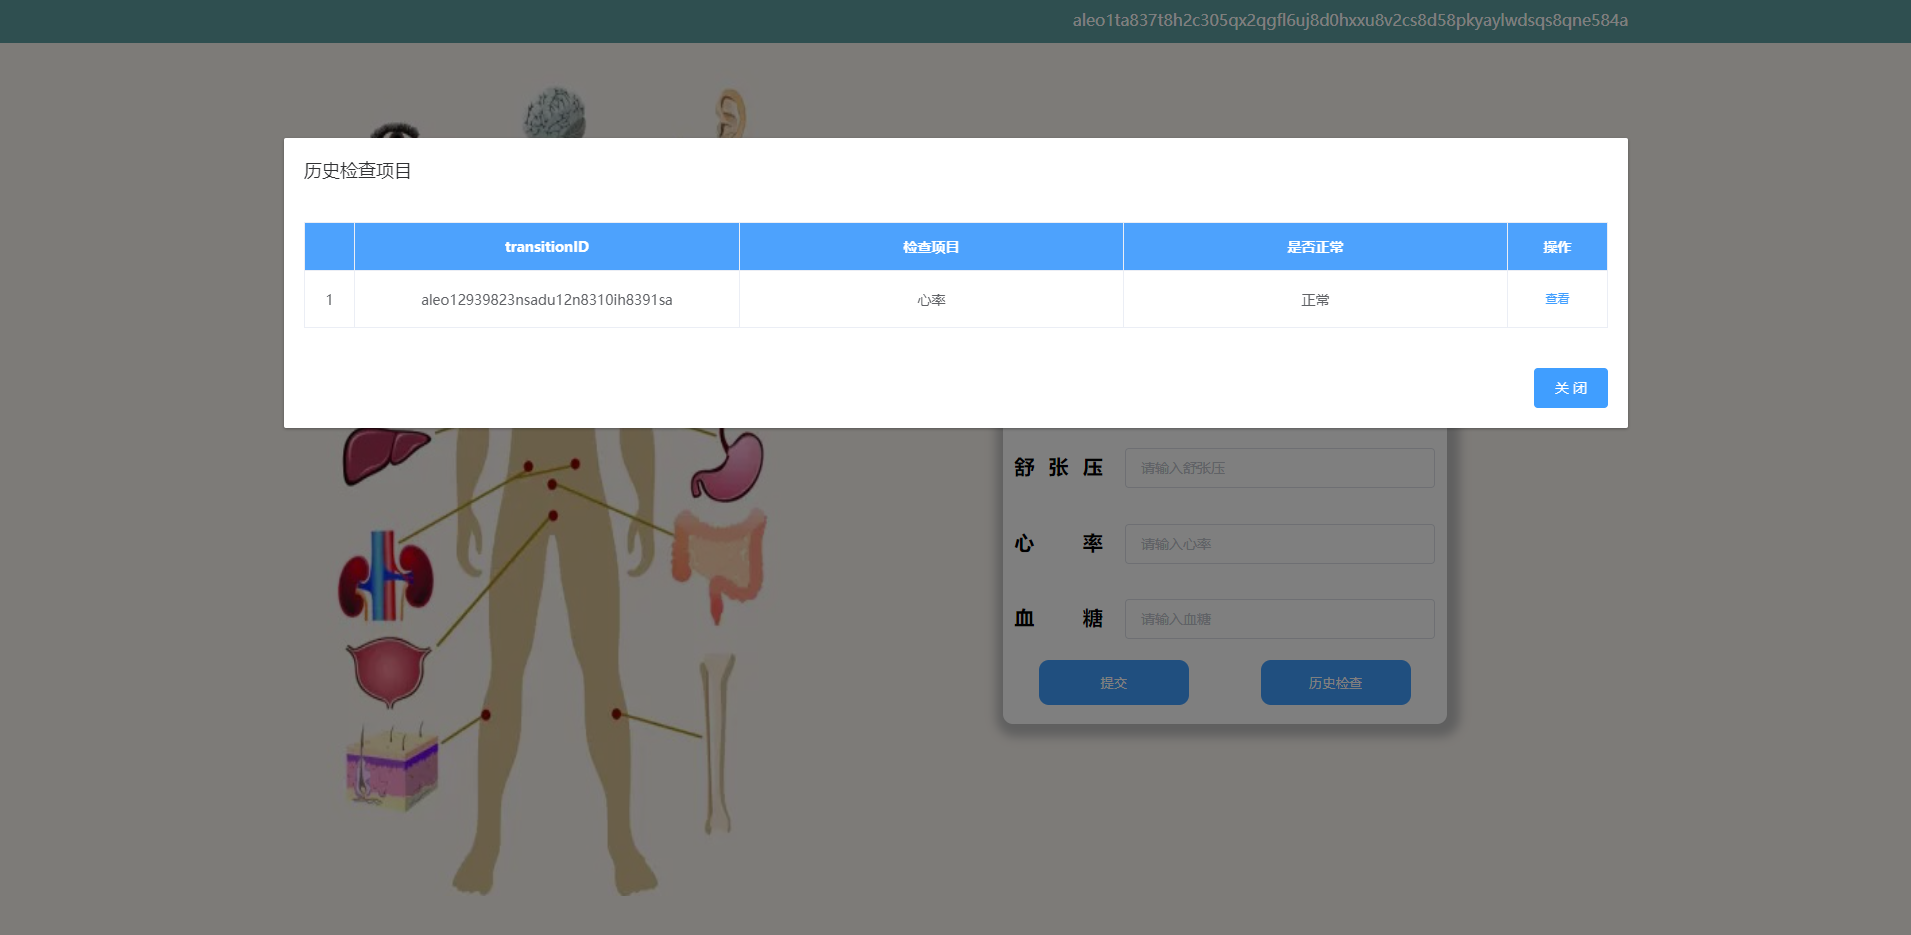 aleo1ta837t8h2c305qx2qgfl6uj8d0hxxu8v2cs8d58pkyaylwdsqs8qne584a
历史检查项目
transitionID 检查项目 是否正常 操作
1 aleo12939823nsadu12n8310ih8391sa 心率 正常 查看
关 闭
舒张压 请输入舒张压
心率 请输入心率
血糖 请输入血糖
提交 历史检查